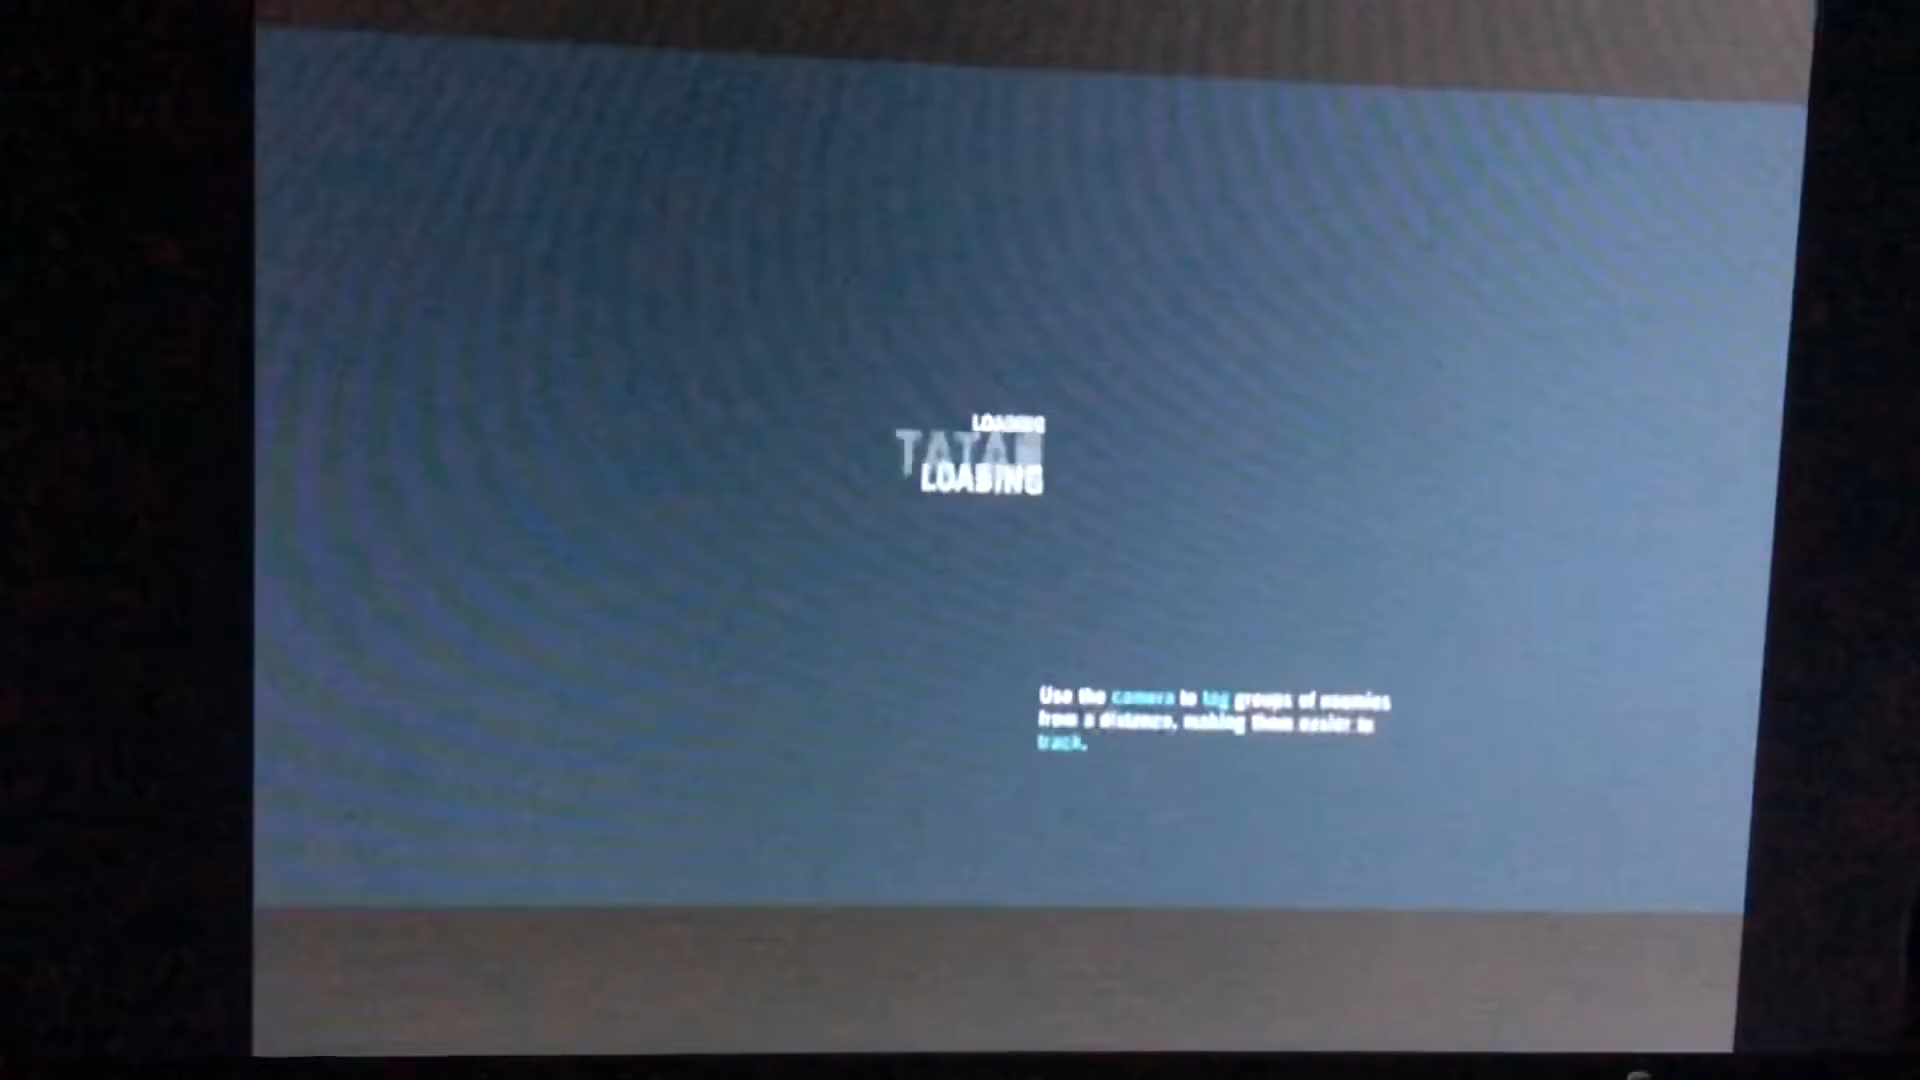 LOADING
LOADING
Use the camera to tag groups of enemies
from a distance, making them easier to
track.